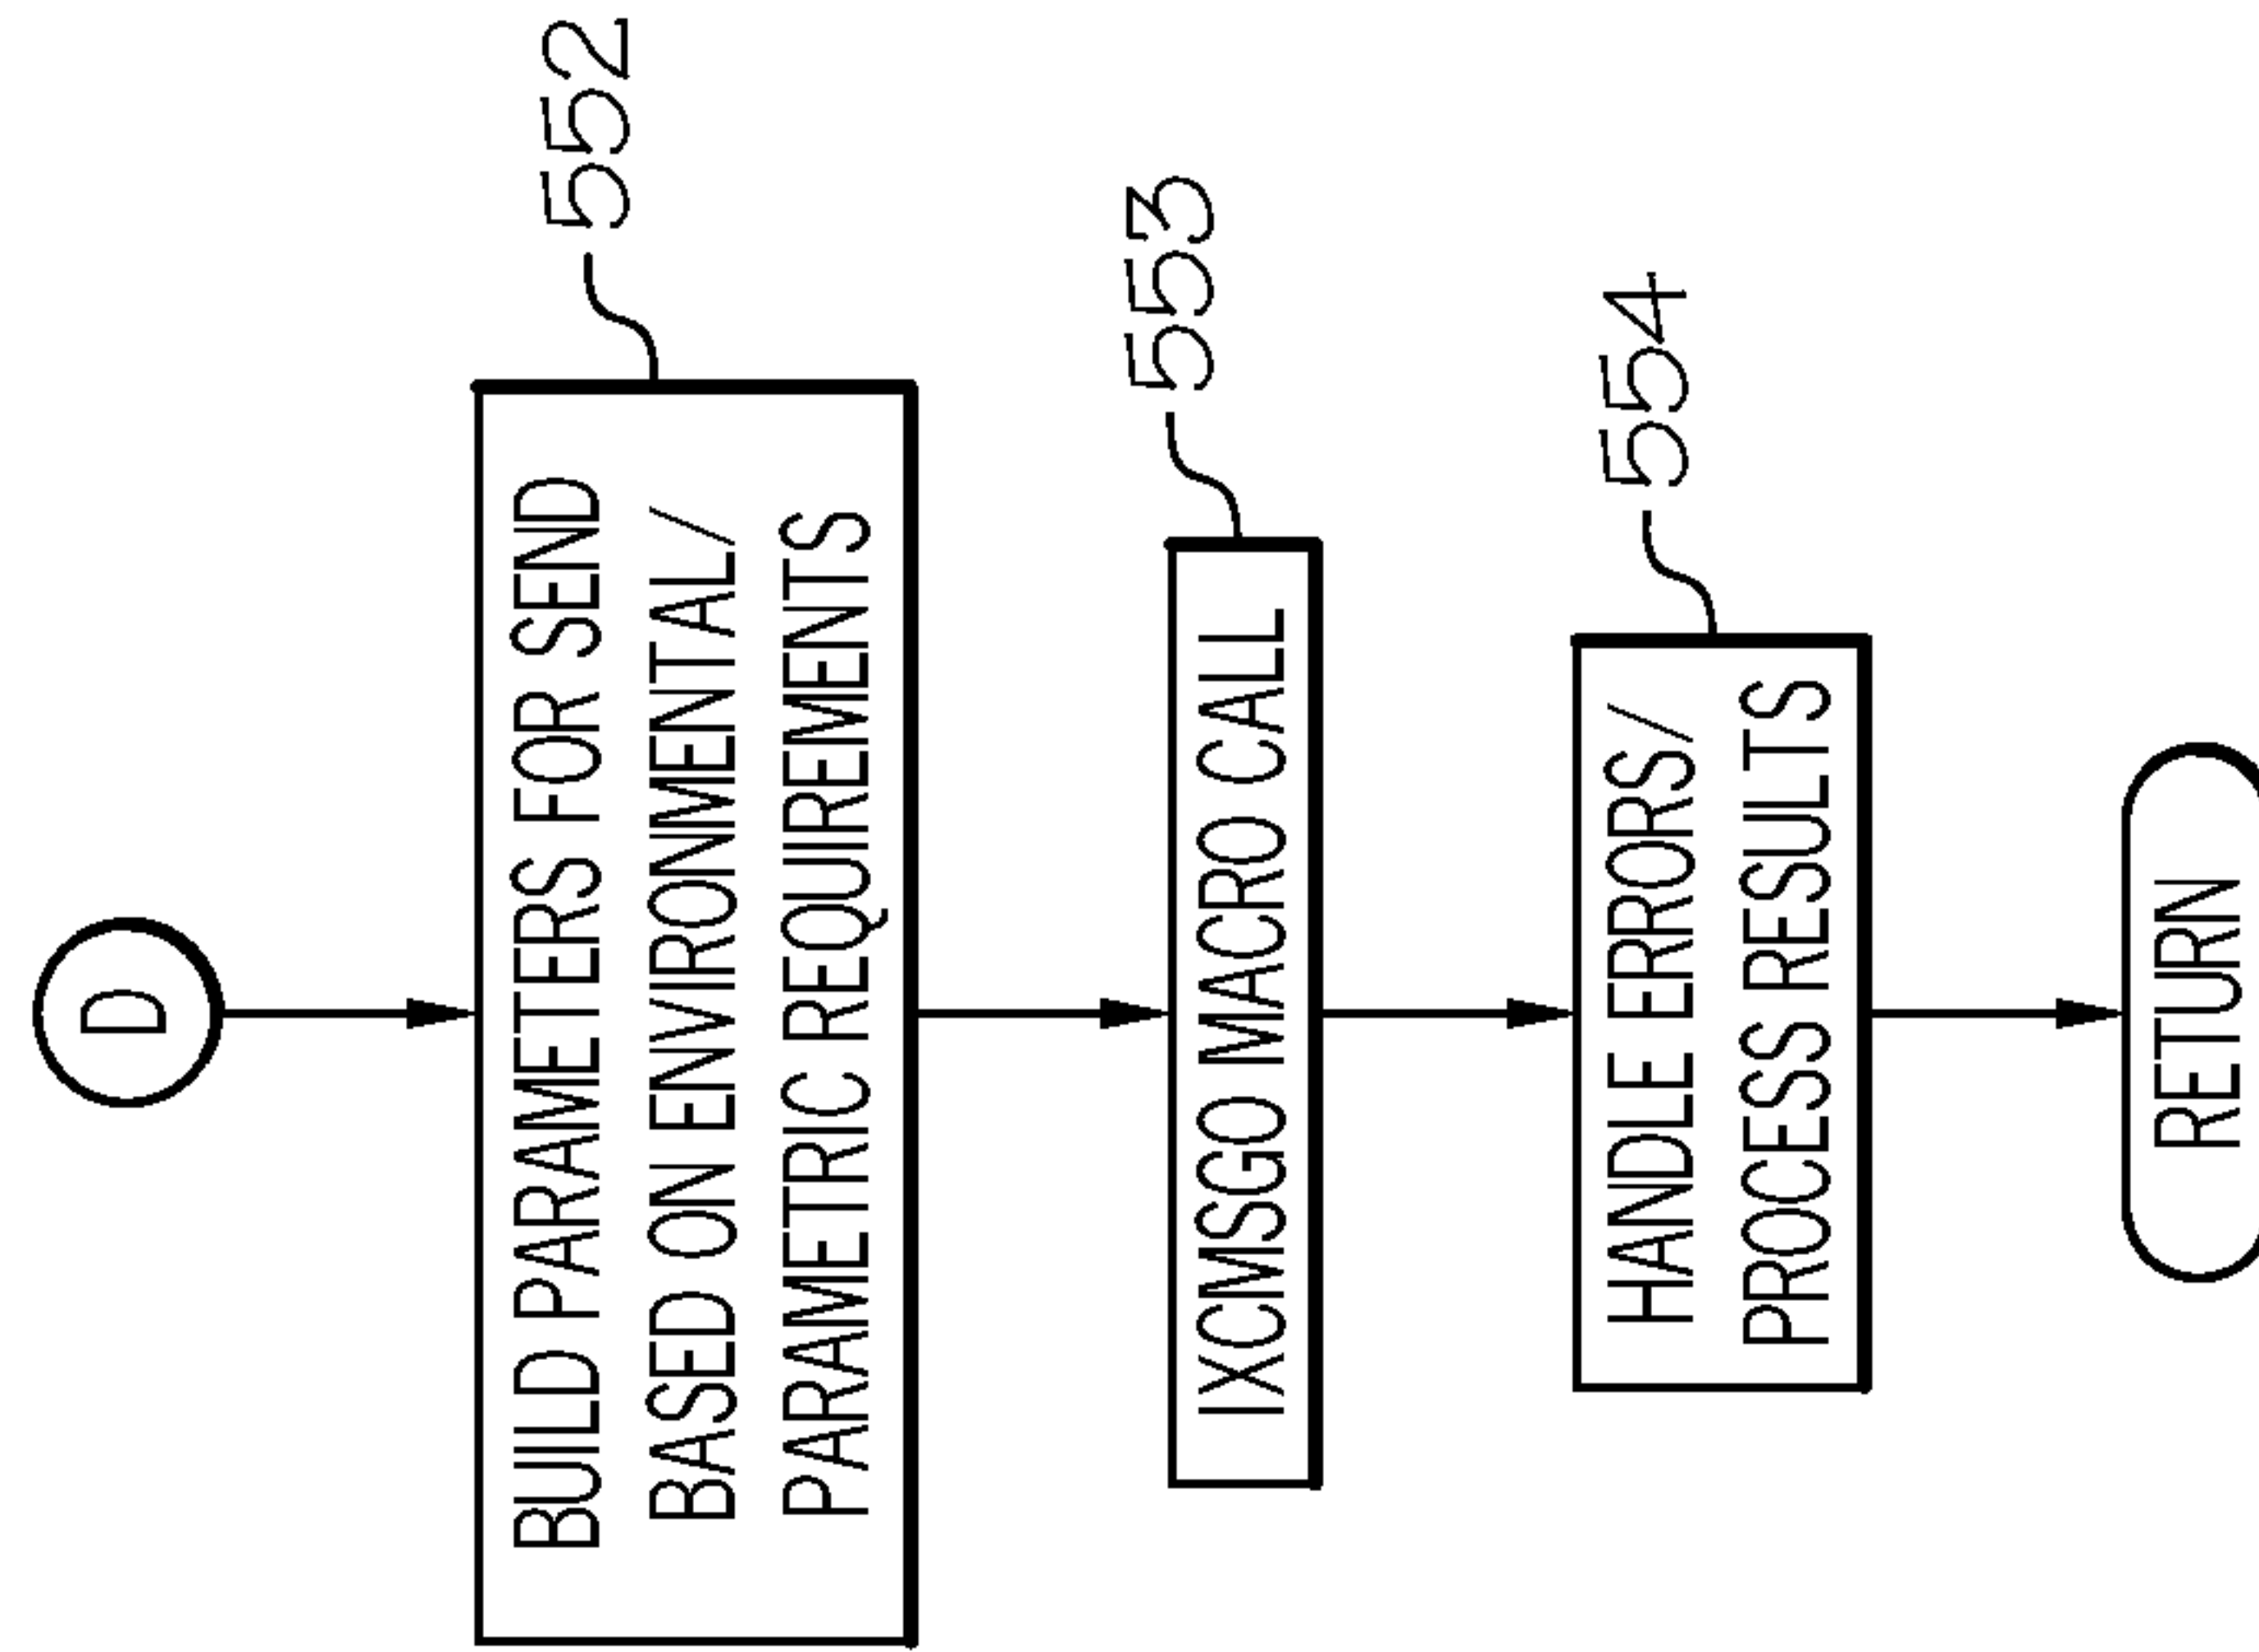 D
BUILD PARAMETERS FOR SEND
BASED ON ENVIRONMENTAL/
PARAMETRIC REQUIREMENTS
552
IXCMSGO MACRO CALL
553
HANDLE ERRORS/
PROCESS RESULTS
554
RETURN